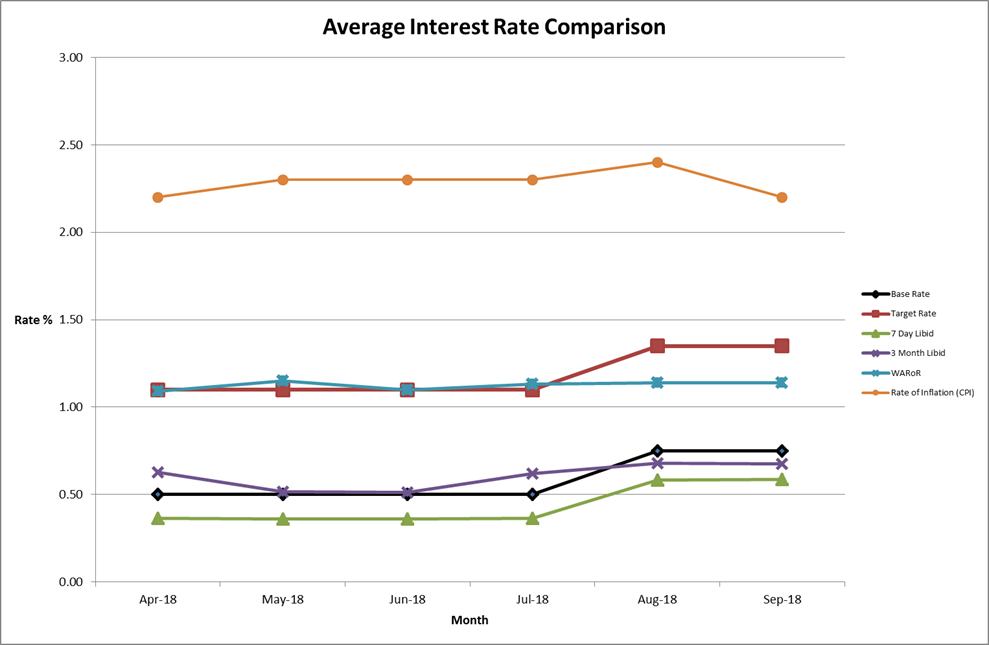 Average Interest Rate Comparison
3.00
2.50
2.00
Rate % 1.50
1.00
0.50
0.00
Apr-18 May-18 Jun-18 Jul-18 Aug-18 Sep-18
Month
Base Rate
Target Rate
7 Day Libid
3 Month Libid
WARoR
Rate of Inflation (CPI)